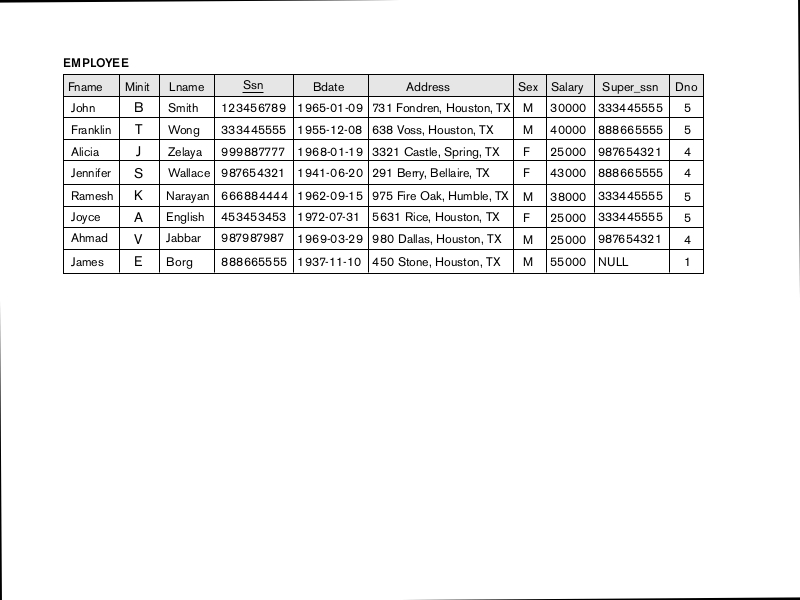 EMPLOYEE
Fname Minit Lname Ssn Bdate Address Sex Salary Super_ssn Dno
John B Smith 123456789 1965-01-09 731 Fondren, Houston, TX M 30000 333445555 5
Franklin T Wong 333445555 1955-12-08 638 Voss, Houston, TX M 40000 888665555 5
Alicia J Zelaya 999887777 1968-01-19 3321 Castle, Spring, TX F 25000 987654321 4
Jennifer S Wallace 987654321 1941-06-20 291 Berry, Bellaire, TX F 43000 888665555 4
Ramesh K Narayan 666884444 1962-09-15 975 Fire Oak, Humble, TX M 38000 333445555 5
Joyce A English 453453453 1972-07-31 5631 Rice, Houston, TX F 25000 333445555 5
Ahmad V Jabbar 987987987 1969-03-29 980 Dallas, Houston, TX M 25000 987654321 4
James E Borg 888665555 1937-11-10 450 Stone, Houston, TX M 55000 NULL 1